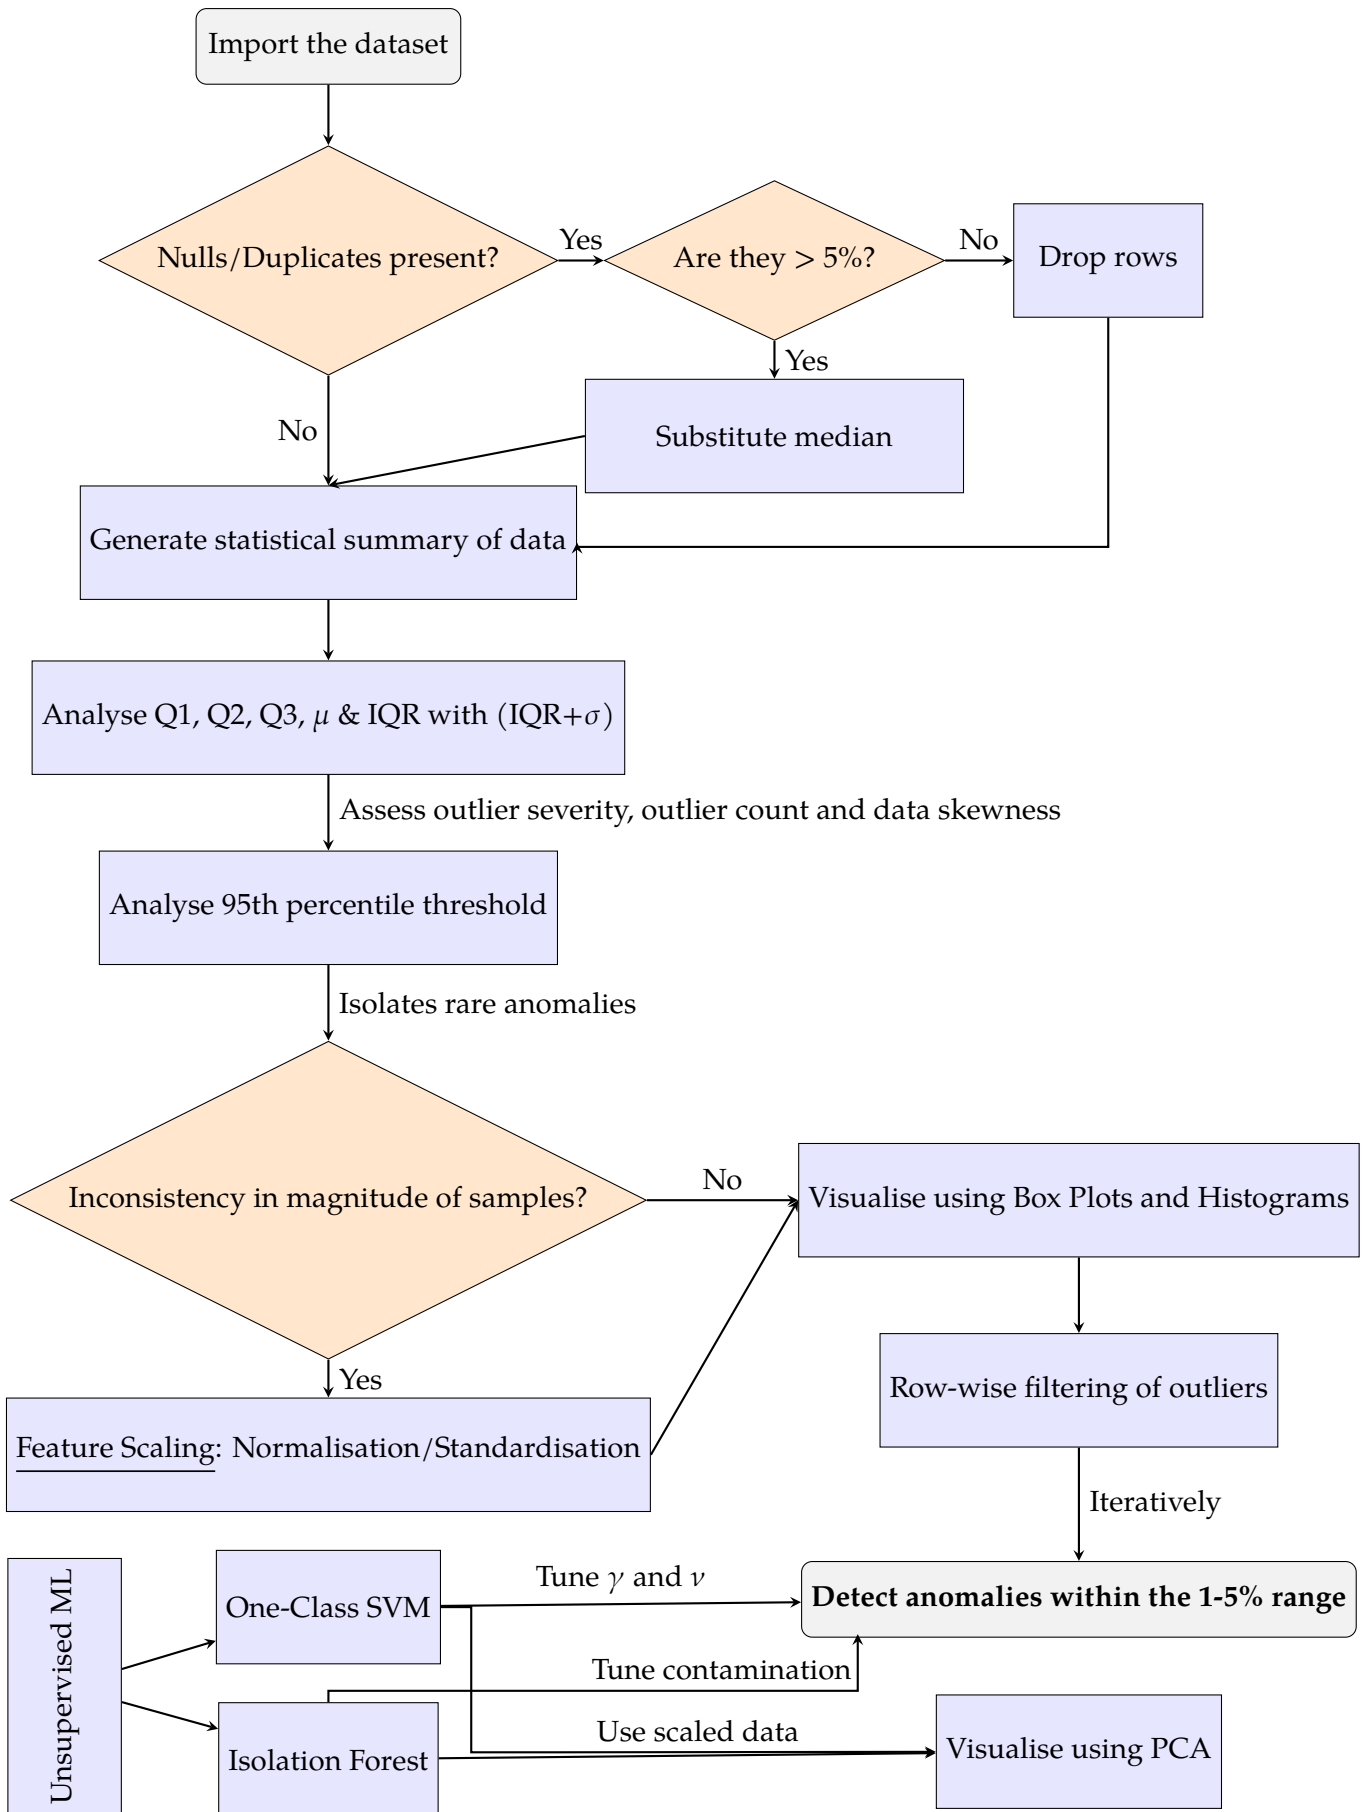 Import the dataset
Nulls/Duplicates present?
Yes
Are they > 5%?
No
Drop rows
Yes
Substitute median
No
Generate statistical summary of data
Analyse Q1, Q2, Q3, μ & IQR with (IQR+σ)
Assess outlier severity, outlier count and data skewness
Analyse 95th percentile threshold
Isolates rare anomalies
Inconsistency in magnitude of samples?
No
Visualise using Box Plots and Histograms
Yes
Feature Scaling: Normalisation/Standardisation
Row-wise filtering of outliers
Iteratively
Unsupervised ML
One-Class SVM
Tune γ and ν
Detect anomalies within the 1-5% range
Tune contamination
Isolation Forest
Use scaled data
Visualise using PCA